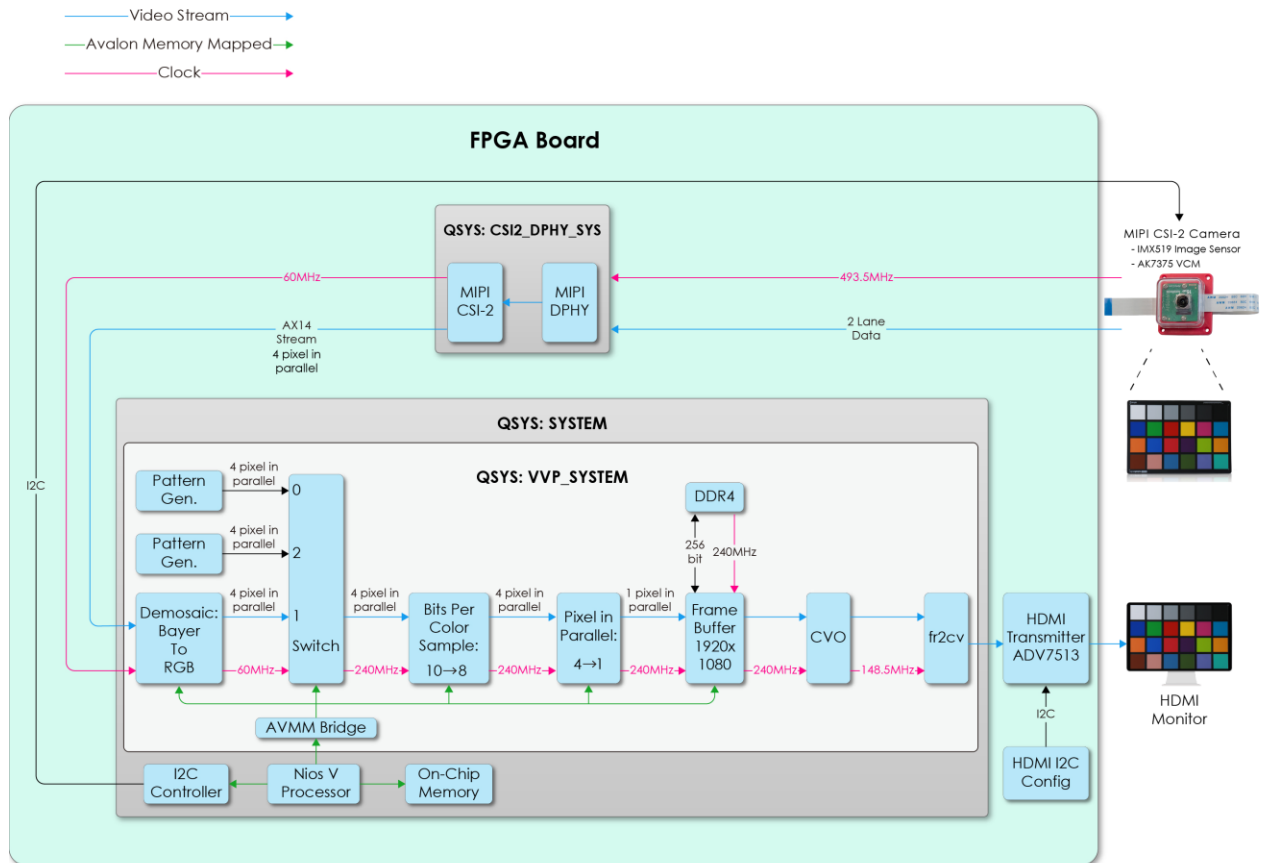 Video Stream
Avalon Memory Mapped
Clock
FPGA Board
QSYS: CSI2_DPHY_SYS
MIPI
CSI-2
MIPI
DPHY
60MHz
493.5MHz
AX14
Stream
4 pixel in
parallel
2 Lane
Data
MIPI CSI-2 Camera
- IMX519 Image Sensor
- AK7375 VCM
I2C
QSYS: SYSTEM
QSYS: VVP_SYSTEM
Pattern
Gen.
4 pixel in
parallel
0
Pattern
Gen.
4 pixel in
parallel
2
Demosaic:
Bayer
To
RGB
4 pixel in
parallel
1
60MHz
Switch
4 pixel in
parallel
240MHz
Bits Per
Color
Sample:
10→8
4 pixel in
parallel
240MHz
Pixel in
Parallel:
4→1
1 pixel in
parallel
240MHz
DDR4
256
bit
240MHz
Frame
Buffer
1920x
1080
240MHz
CVO
148.5MHz
fr2cv
HDMI
Transmitter
ADV7513
HDMI
Monitor
I2C
HDMI I2C
Config
AVMM Bridge
I2C
Controller
Nios V
Processor
On-Chip
Memory